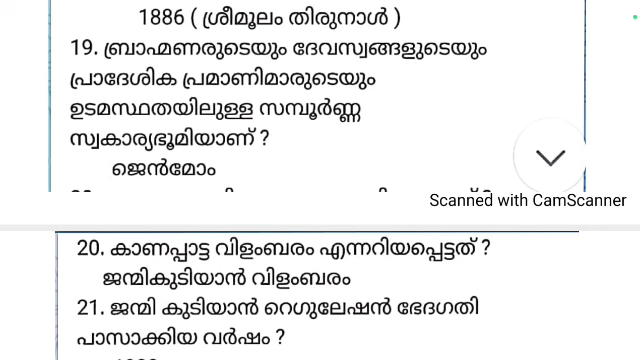 1886 ( ശ്രീമൂലം തിരുനാൾ )
19. ബ്രാഹ്മണരുടെയും ദേവസ്വങ്ങളുടെയും
പ്രാദേശിക പ്രമാണിമാരുടെയും
ഉടമസ്ഥതയിലുള്ള സമ്പൂർണ്ണ
സ്വകാര്യഭൂമിയാണ് ?
ജെൻമോം
Scanned with CamScanner
20. കാണപ്പാട്ട വിളംബരം എന്നറിയപ്പെട്ടത് ?
ജന്മികുടിയാൻ വിളംബരം
21. ജന്മി കുടിയാൻ റെഗുലേഷൻ ഭേദഗതി
പാസാക്കിയ വർഷം ?